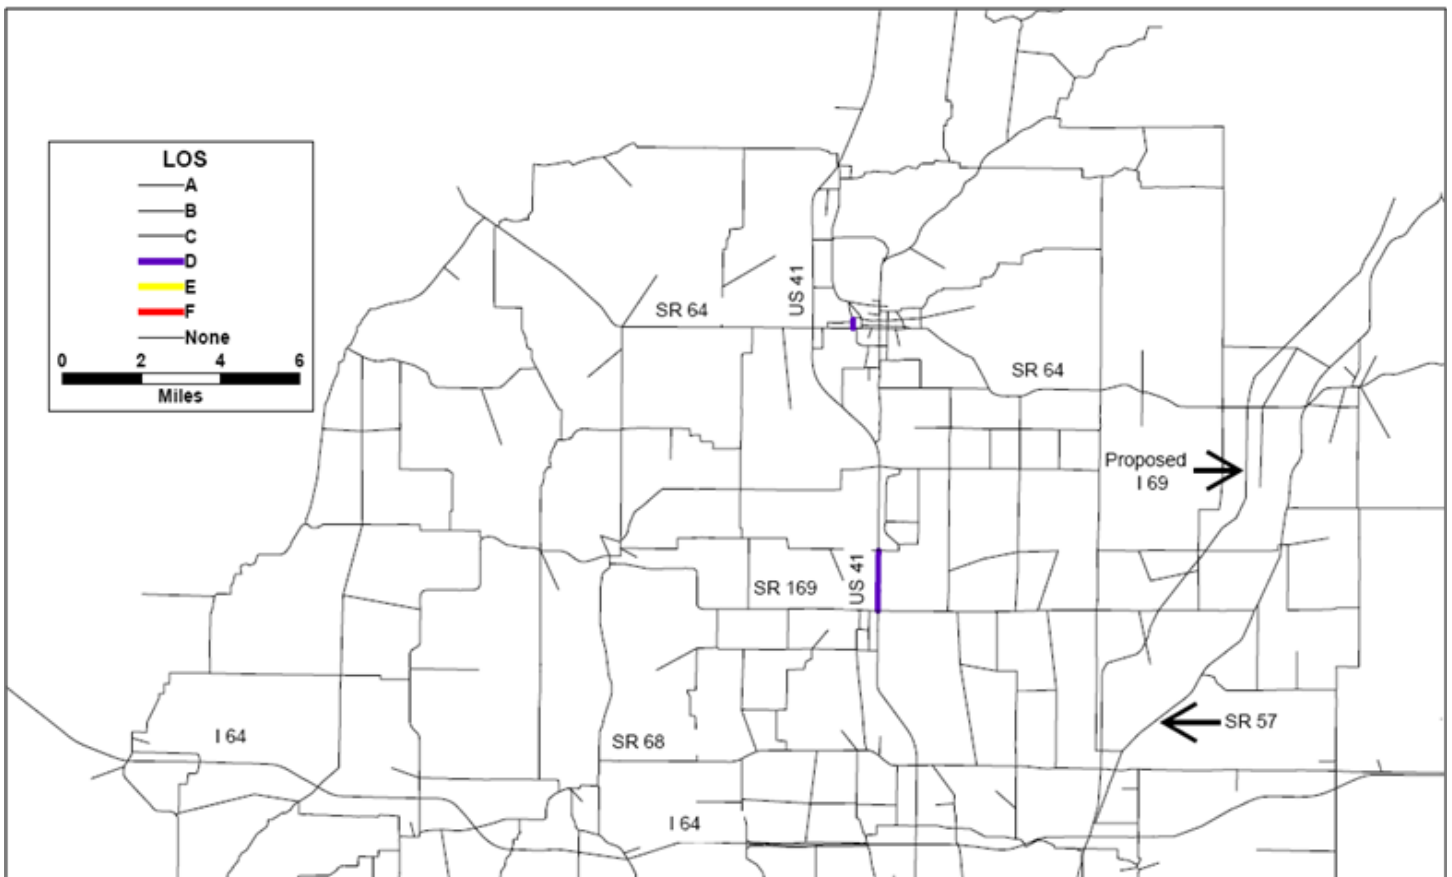 LOS
A
B
C
D
E
F
None
0 2 4 6
Miles
US 41
SR 64
SR 64
Proposed
I 69
US 41
SR 169
SR 57
I 64
SR 68
I 64